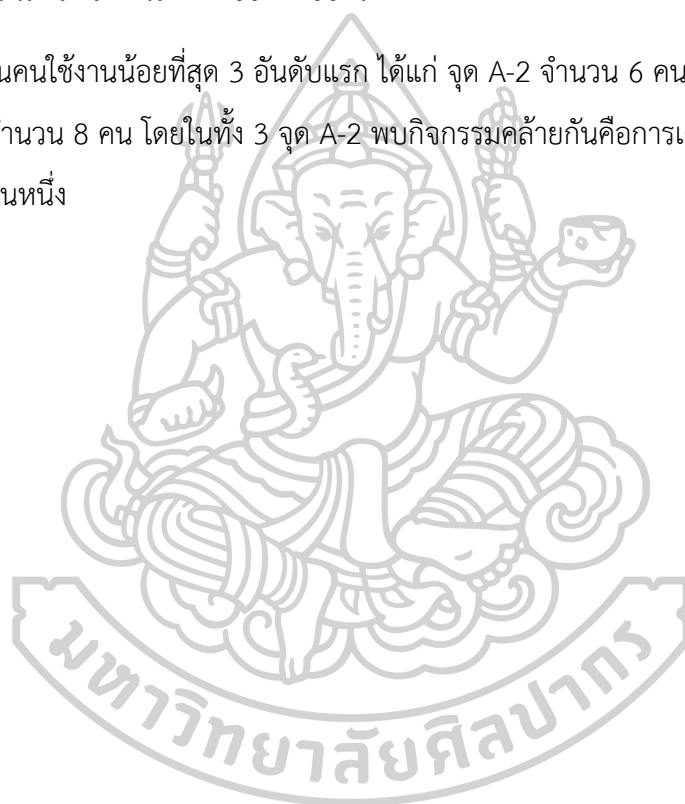 นคนใช้งานน้อยที่สุด 3 อันดับแรก ได้แก่ จุด A-2 จำนวน 6 คน
จำนวน 8 คน โดยในทั้ง 3 จุด A-2 พบกิจกรรมคล้ายกันคือการเ
นหนึ่ง
มหาวิทยาลัยศิลปากร